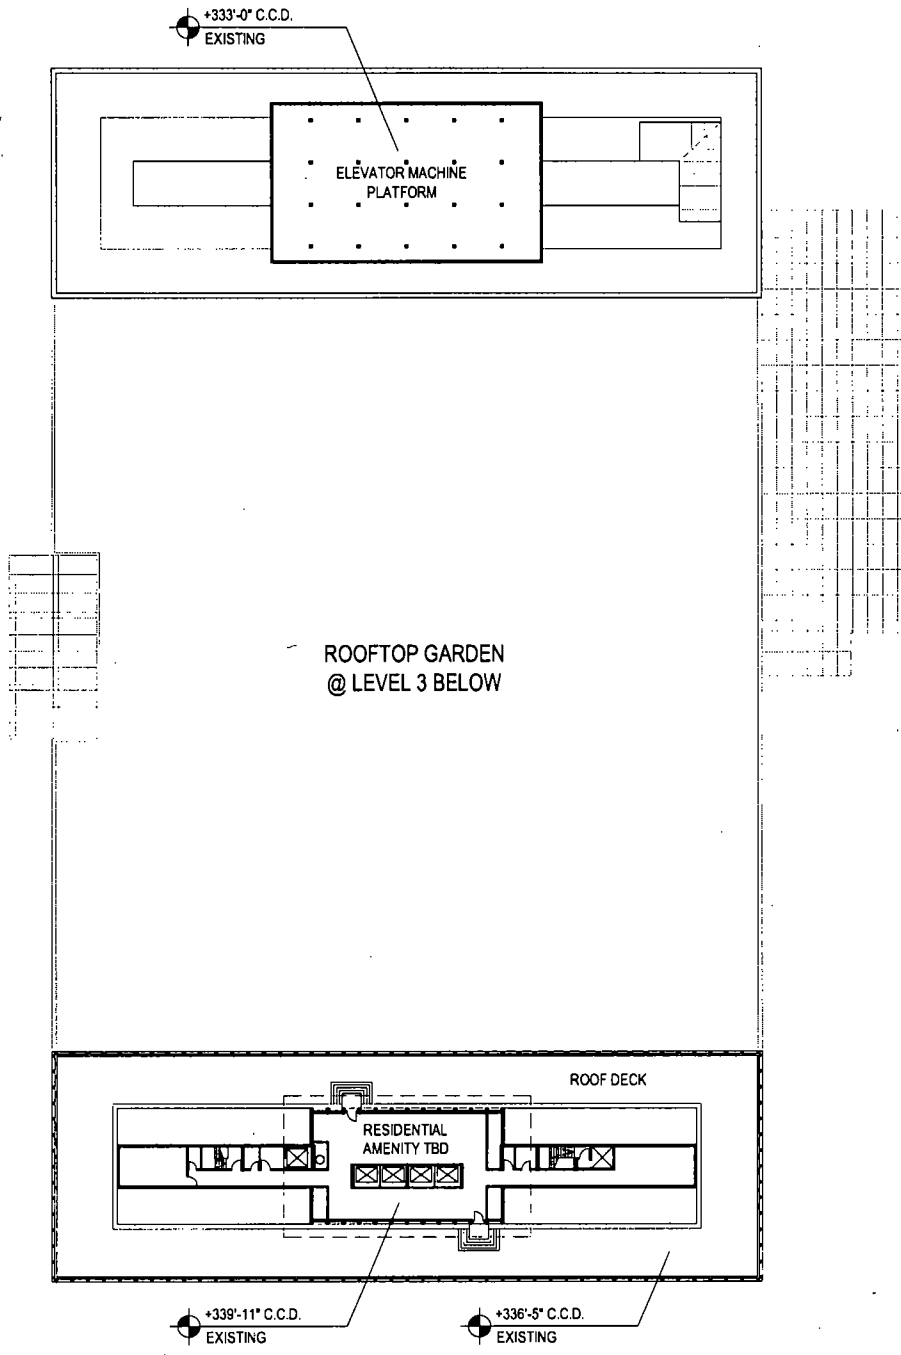 +333'-0" C.C.D.
EXISTING
ELEVATOR MACHINE
PLATFORM
ROOFTOP GARDEN
@ LEVEL 3 BELOW
ROOF DECK
RESIDENTIAL
AMENITY TBD
+339'-11" C.C.D.
EXISTING
+336'-5" C.C.D.
EXISTING